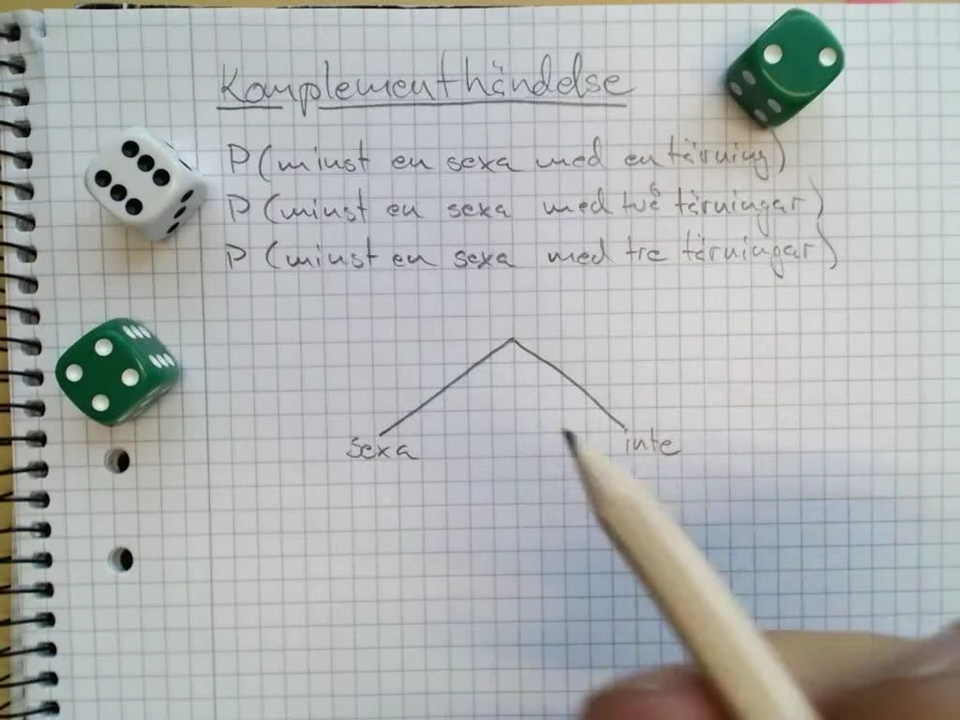 Komplementhändelse
P (minst en sexa med en tärning)
P (minst en sexa med två tärningar)
P (minst en sexa med tre tärningar)
sexa inte